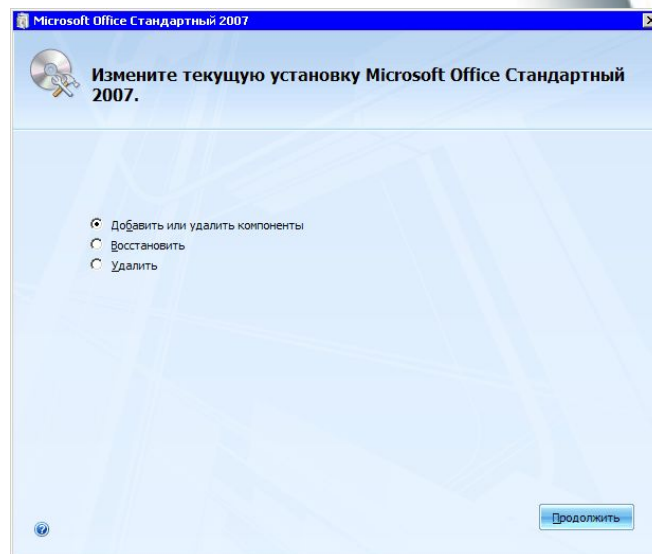 Microsoft Office Стандартный 2007
Измените текущую установку Microsoft Office Стандартный
2007.
Добавить или удалить компоненты
Восстановить
Удалить
Продолжить